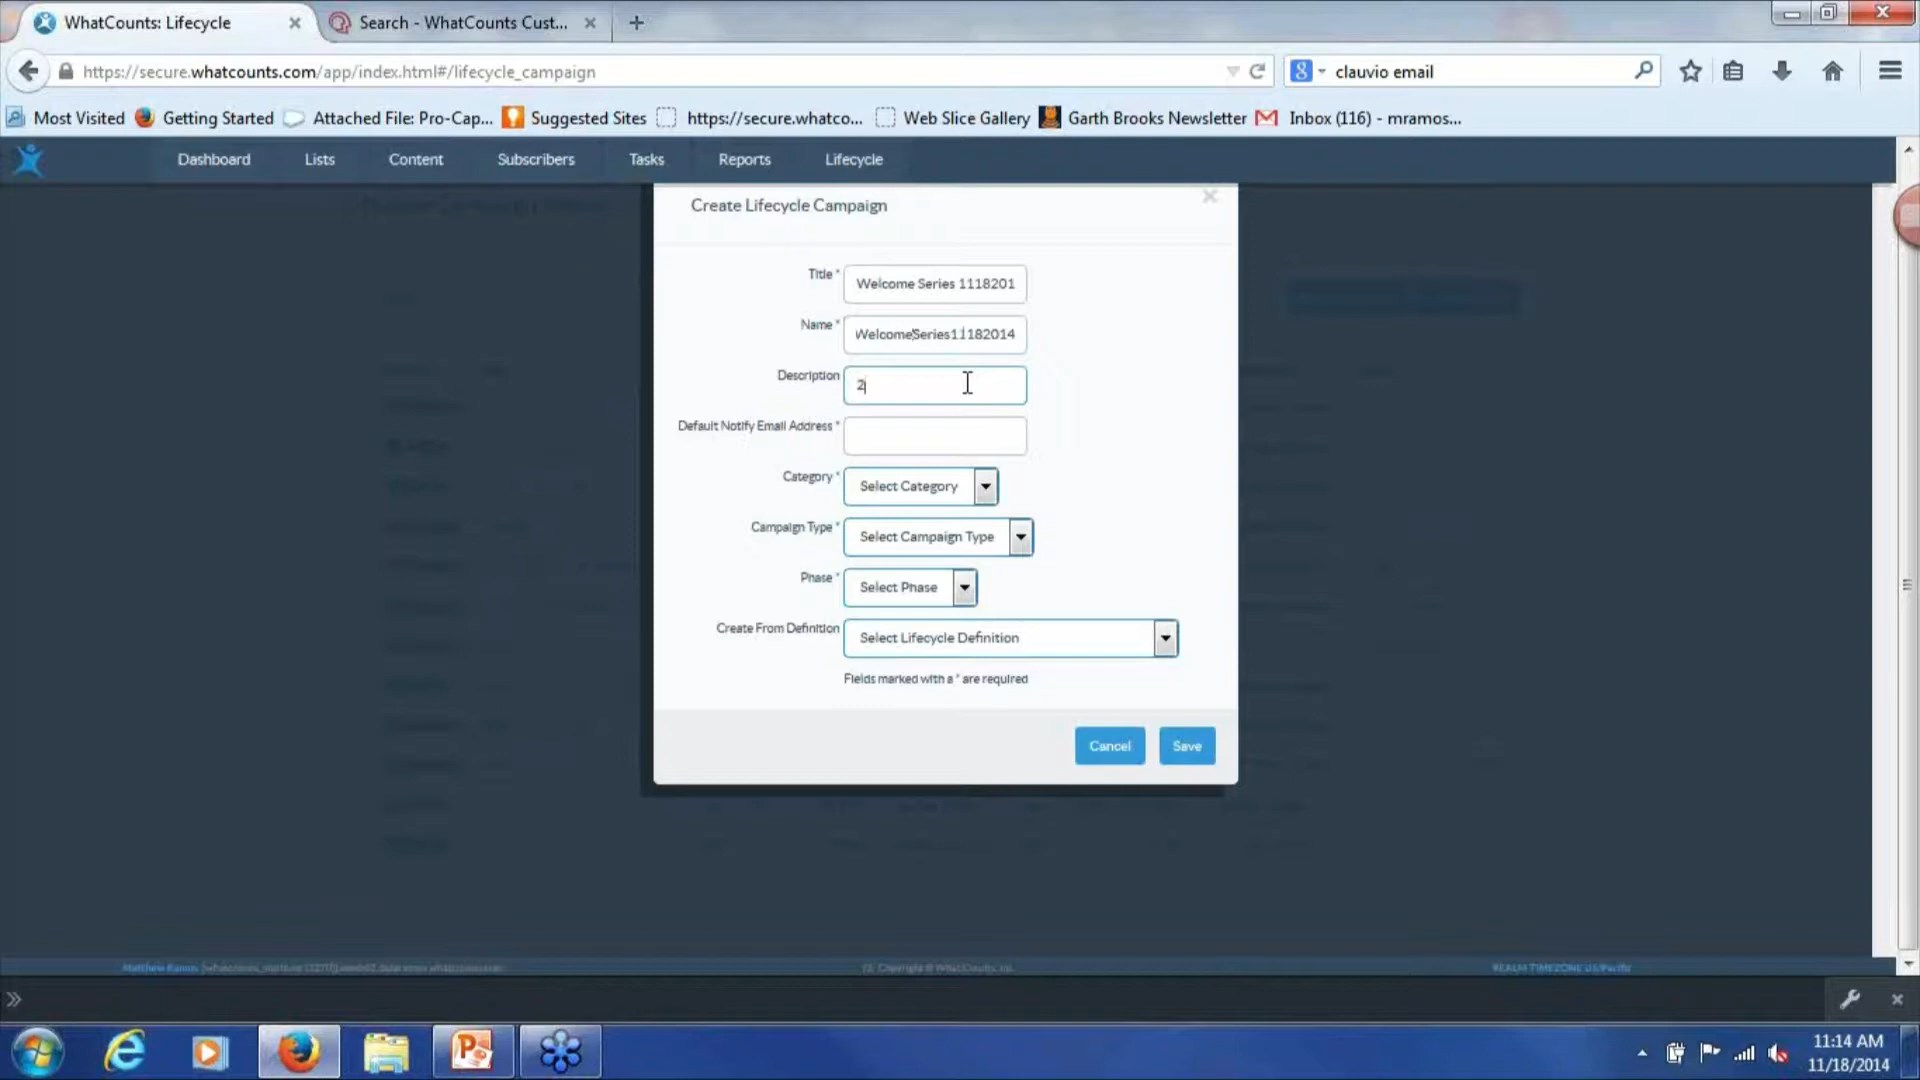 WhatCounts: Lifecycle
Search - WhatCounts Cust...
https://secure.whatcounts.com/app/index.html#/lifecycle_campaign
clauvio email
Most Visited
Getting Started
Attached File: Pro-Cap...
Suggested Sites
https://secure.whatco...
Web Slice Gallery
Garth Brooks Newsletter
Inbox (116) - mramos...
Dashboard
Lists
Content
Subscribers
Tasks
Reports
Lifecycle
Create Lifecycle Campaign
Title *
Welcome Series 1118201
Name *
WelcomeSeries11182014
Description
2
Default Notify Email Address *
Category *
Select Category
Campaign Type *
Select Campaign Type
Phase *
Select Phase
Create From Definition
Select Lifecycle Definition
Fields marked with a * are required
Cancel
Save
REALM TIMEZONE US/Pacific
11:14 AM
11/18/2014